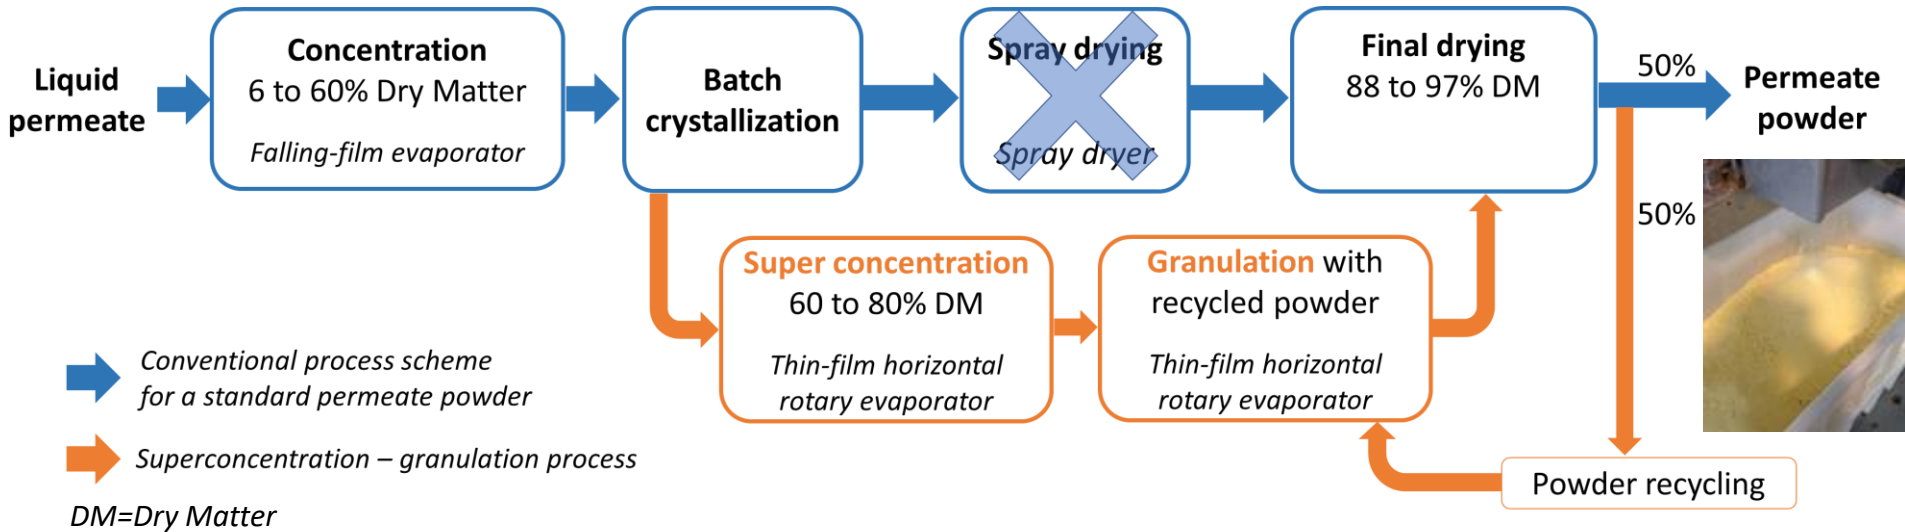 Liquid
permeate
Concentration
6 to 60% Dry Matter
Falling-film evaporator
Batch
crystallization
Spray drying
Spray dryer
Final drying
88 to 97% DM
50%
Permeate
powder
50%
Super concentration
60 to 80% DM
Thin-film horizontal
rotary evaporator
Granulation with
recycled powder
Thin-film horizontal
rotary evaporator
Powder recycling
Conventional process scheme
for a standard permeate powder
Superconcentration – granulation process
DM=Dry Matter